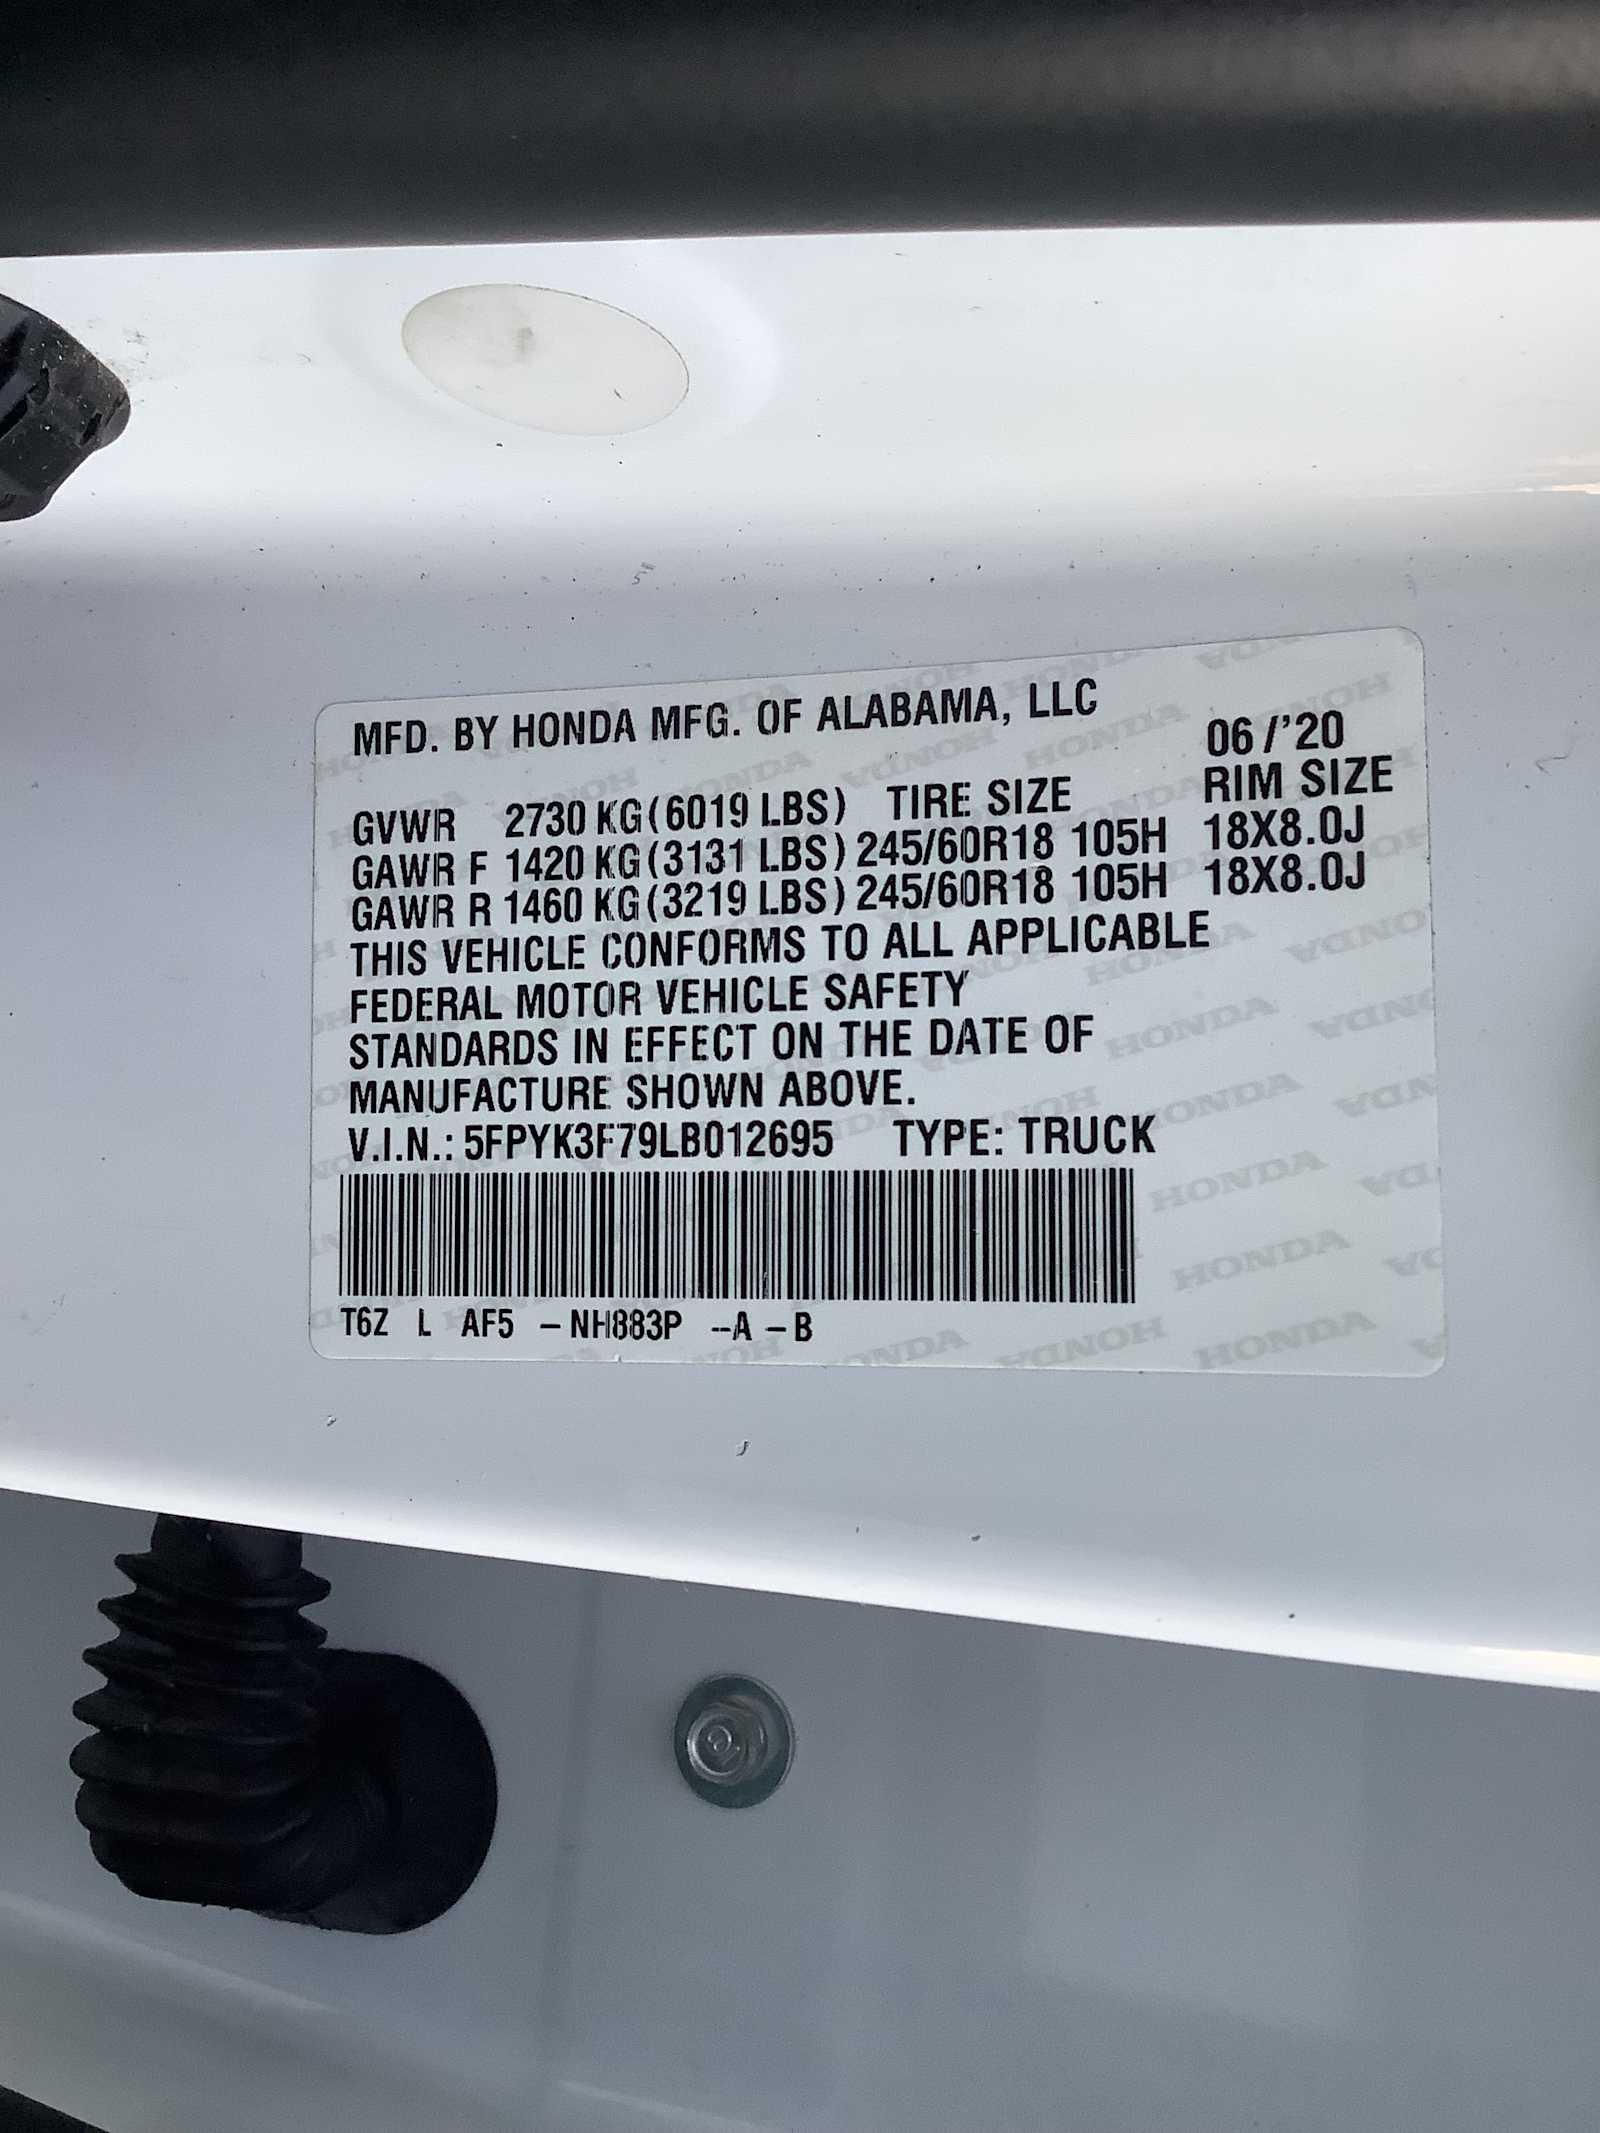 MFD. BY HONDA MFG. OF ALABAMA, LLC
06 /'20
GVWR 2730 KG(6019 LBS) TIRE SIZE RIM SIZE
GAWR F 1420 KG(3131 LBS) 245/60R18 105H 18X8.0J
GAWR R 1460 KG(3219 LBS) 245/60R18 105H 18X8.0J
THIS VEHICLE CONFORMS TO ALL APPLICABLE
FEDERAL MOTOR VEHICLE SAFETY
STANDARDS IN EFFECT ON THE DATE OF
MANUFACTURE SHOWN ABOVE.
V.I.N.: 5FPYK3F79LB012695 TYPE: TRUCK
T6Z L AF5 -NH883P --A -B